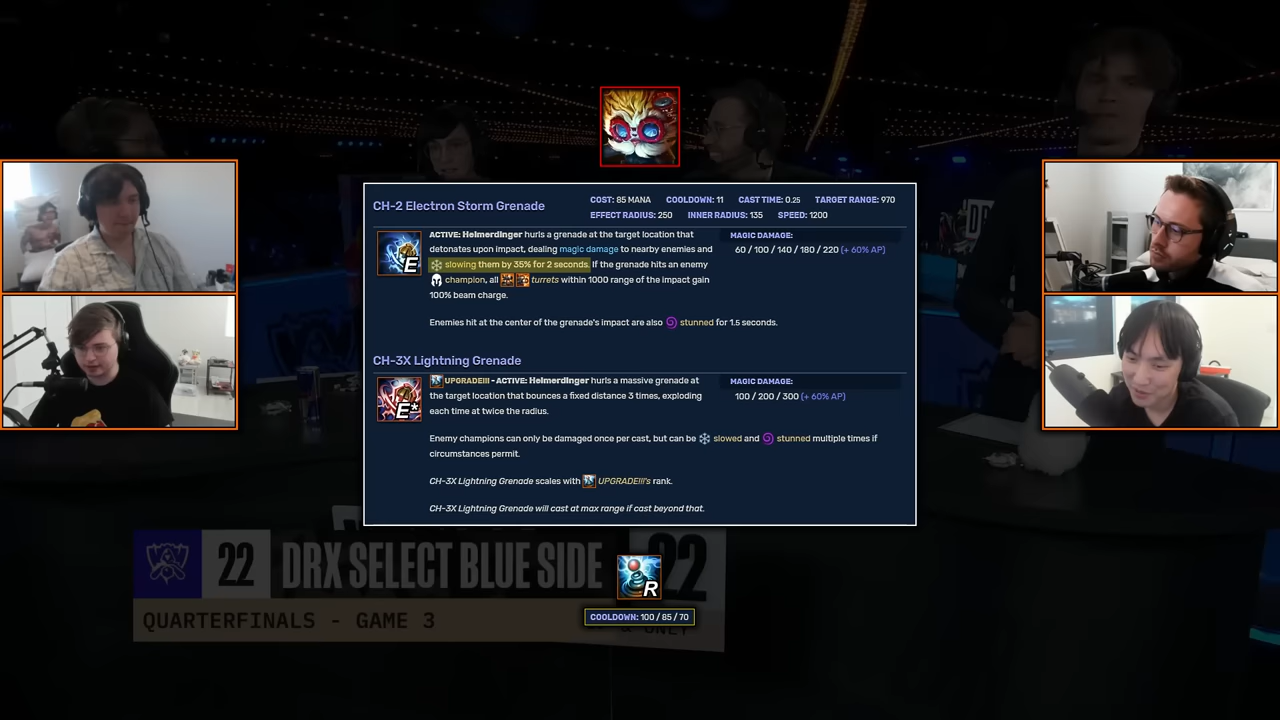 CH-2 Electron Storm Grenade
COST: 85 MANA COOLDOWN: 11 CAST TIME: 0.25 TARGET RANGE: 970
EFFECT RADIUS: 250 INNER RADIUS: 135 SPEED: 1200
ACTIVE: Heimerdinger hurls a grenade at the target location that
detonates upon impact, dealing magic damage to nearby enemies and
slowing them by 35% for 2 seconds. If the grenade hits an enemy
champion, all turrets within 1000 range of the impact gain
100% beam charge.
MAGIC DAMAGE:
60 / 100 / 140 / 180 / 220 (+ 60% AP)
E
Enemies hit at the center of the grenade's impact are also stunned for 1.5 seconds.
CH-3X Lightning Grenade
UPGRADE!!! - ACTIVE: Heimerdinger hurls a massive grenade at
the target location that bounces a fixed distance 3 times, exploding
each time at twice the radius.
MAGIC DAMAGE:
100 / 200 / 300 (+ 60% AP)
E*
Enemy champions can only be damaged once per cast, but can be slowed and stunned multiple times if
circumstances permit.
CH-3X Lightning Grenade scales with UPGRADE!!!'s rank.
CH-3X Lightning Grenade will cast at max range if cast beyond that.
R
COOLDOWN: 100 / 85 / 70
22 DRX SELECT BLUE SIDE 22
QUARTERFINALS - GAME 3